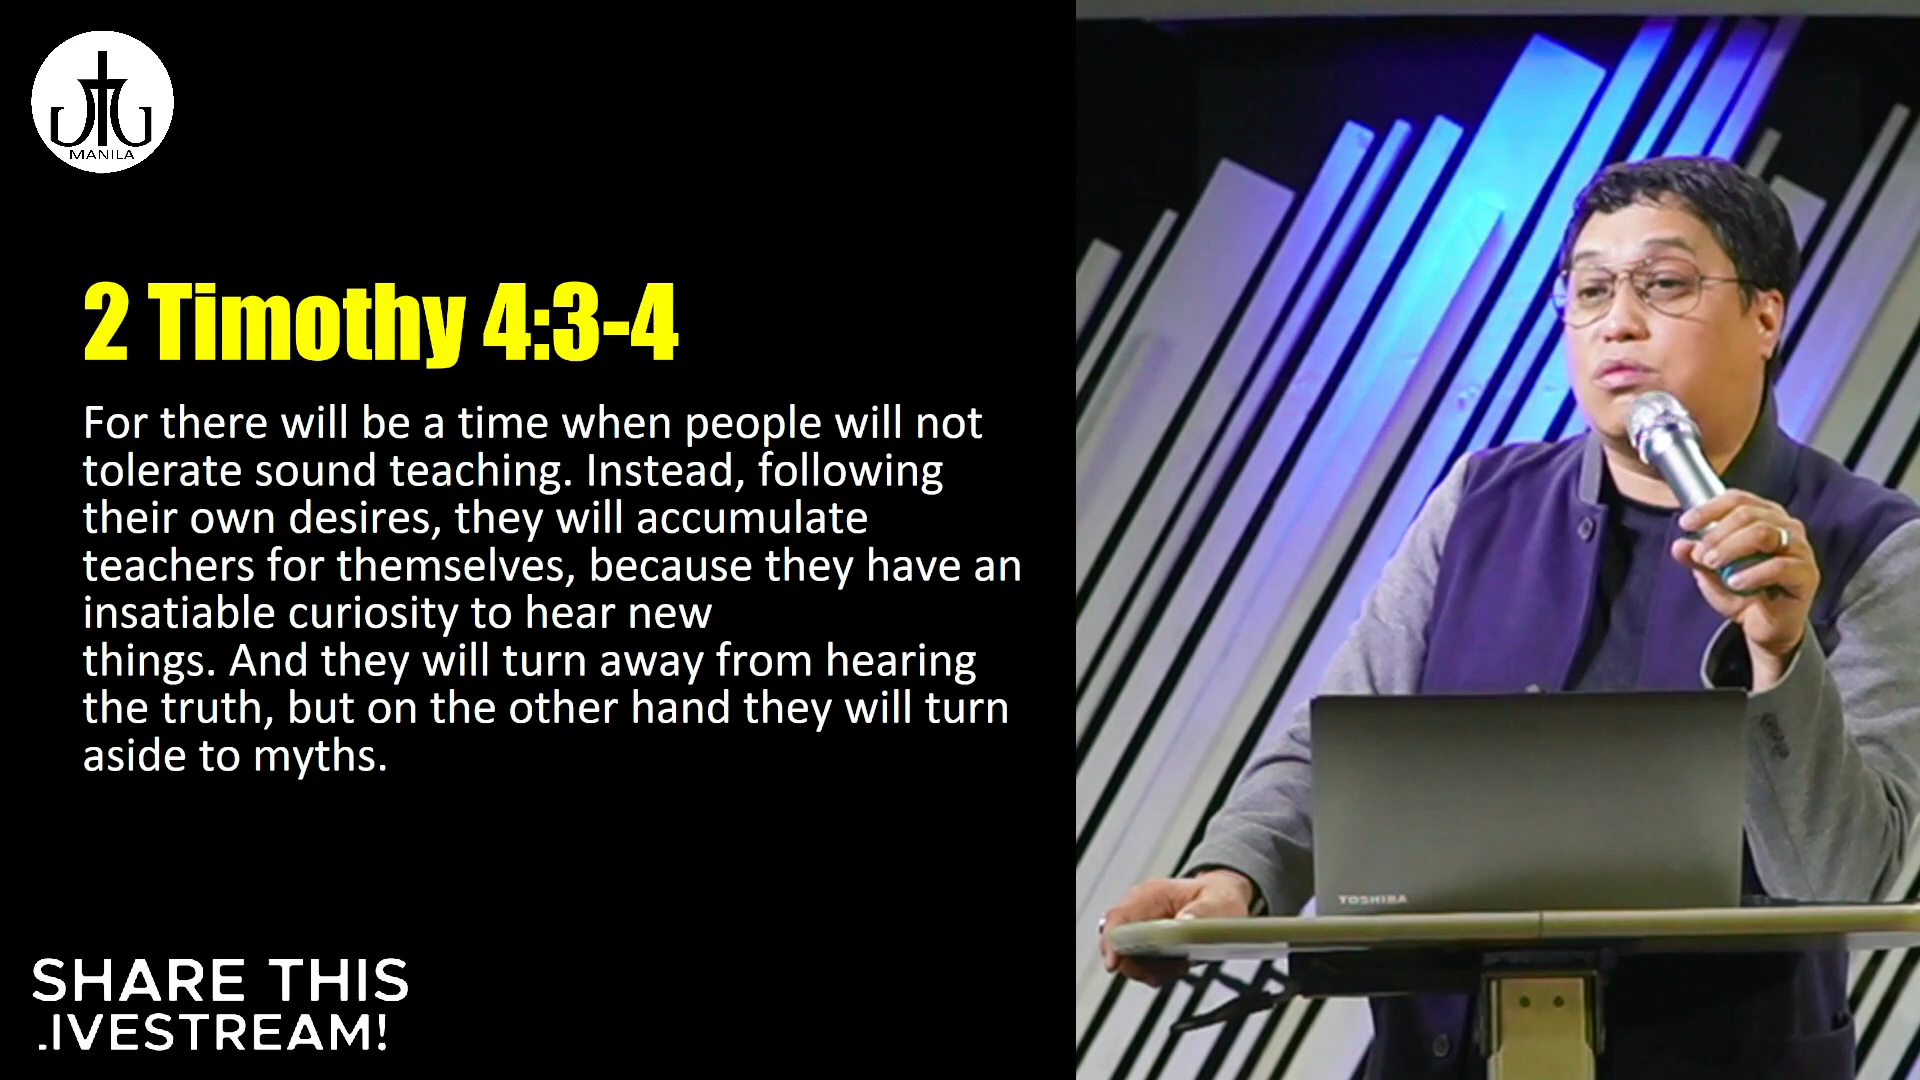 JTG
MANILA
2 Timothy 4:3-4
For there will be a time when people will not
tolerate sound teaching. Instead, following
their own desires, they will accumulate
teachers for themselves, because they have an
insatiable curiosity to hear new
things. And they will turn away from hearing
the truth, but on the other hand they will turn
aside to myths.
SHARE THIS
.IVESTREAM!
TOSHIBA